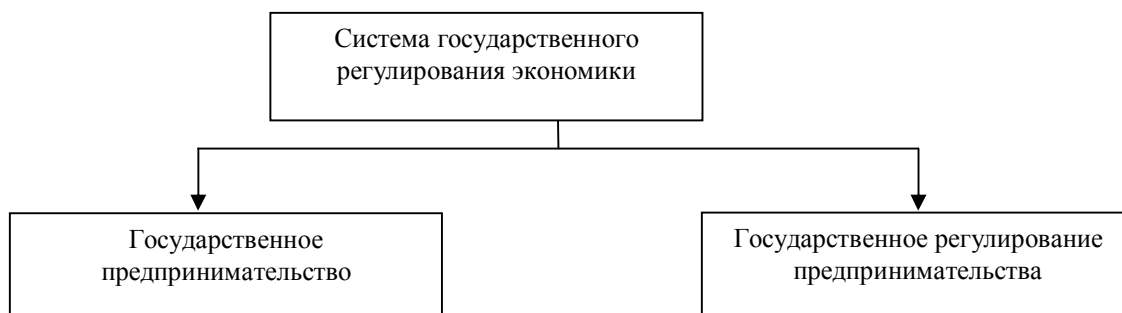 Система государственного
регулирования экономики
Государственное
предпринимательство
Государственное регулирование
предпринимательства